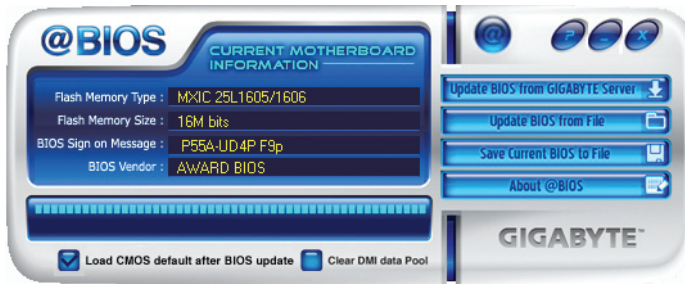 @BIOS
CURRENT MOTHERBOARD
INFORMATION
Flash Memory Type : MXIC 25L1605/1606
Flash Memory Size : 16M bits
BIOS Sign on Message : P55A-UD4P F9p
BIOS Vendor : AWARD BIOS
Load CMOS default after BIOS update
Clear DMI data Pool
@
? _ X
Update BIOS from GIGABYTE Server
Update BIOS from File
Save Current BIOS to File
About @BIOS
GIGABYTE™